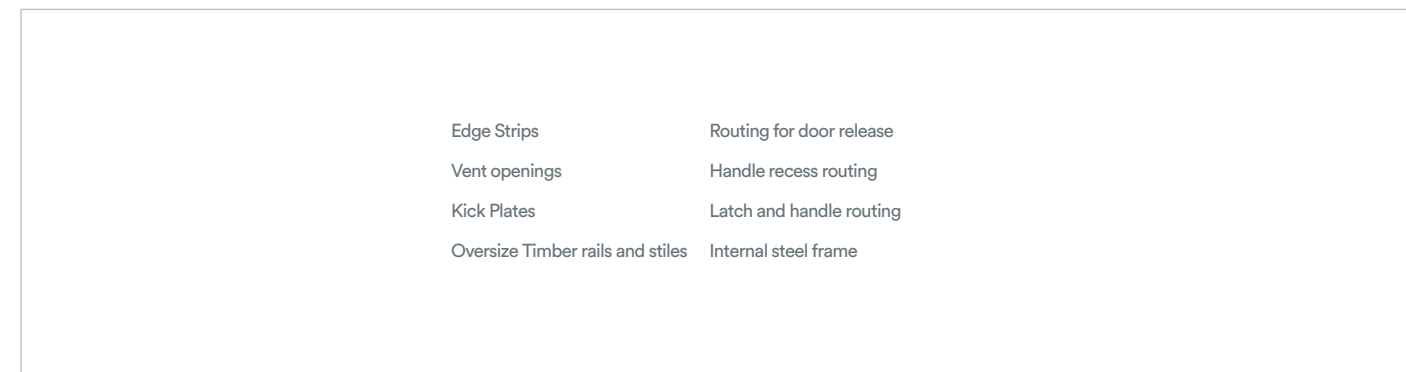 Edge Strips
Vent openings
Kick Plates
Oversize Timber rails and stiles
Routing for door release
Handle recess routing
Latch and handle routing
Internal steel frame